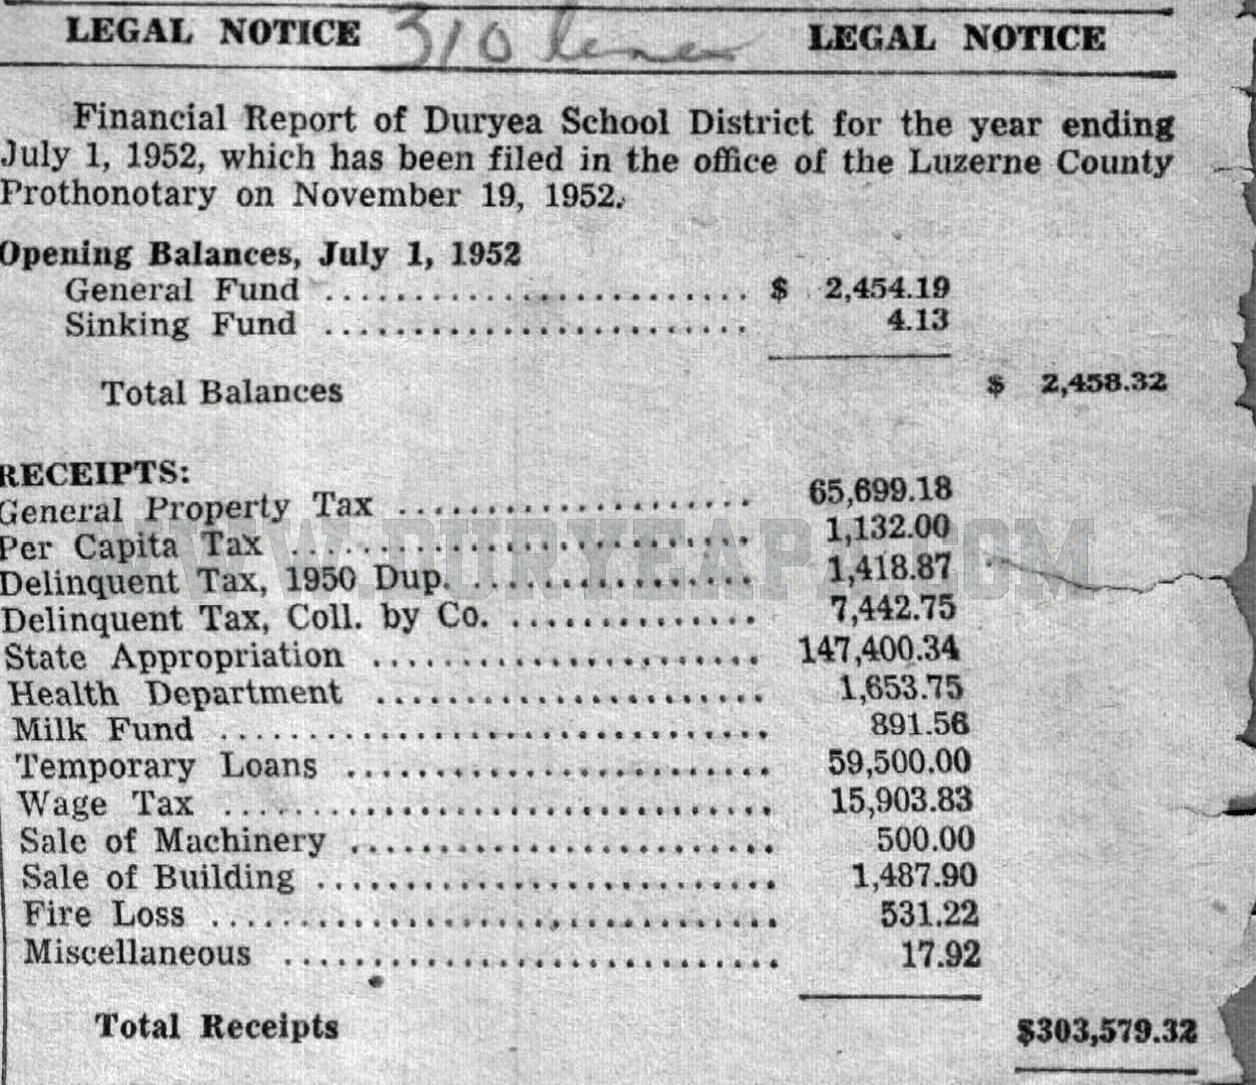 LEGAL NOTICE 310 lines LEGAL NOTICE
Financial Report of Duryea School District for the year ending
July 1, 1952, which has been filed in the office of the Luzerne County
Prothonotary on November 19, 1952.
Opening Balances, July 1, 1952
General Fund ........................ $ 2,454.19
Sinking Fund ........................ 4.13
Total Balances $ 2,458.32
RECEIPTS:
General Property Tax .................... 65,699.18
Per Capita Tax .......................... 1,132.00
Delinquent Tax, 1950 Dup. ................ 1,418.87
Delinquent Tax, Coll. by Co. .............. 7,442.75
State Appropriation ...................... 147,400.34
Health Department ...................... 1,653.75
Milk Fund ............................... 891.56
Temporary Loans ........................ 59,500.00
Wage Tax ............................... 15,903.83
Sale of Machinery ........................ 500.00
Sale of Building .......................... 1,487.90
Fire Loss ................................ 531.22
Miscellaneous ............................ 17.92
Total Receipts $303,579.32
WWW.DURYEAPA.COM